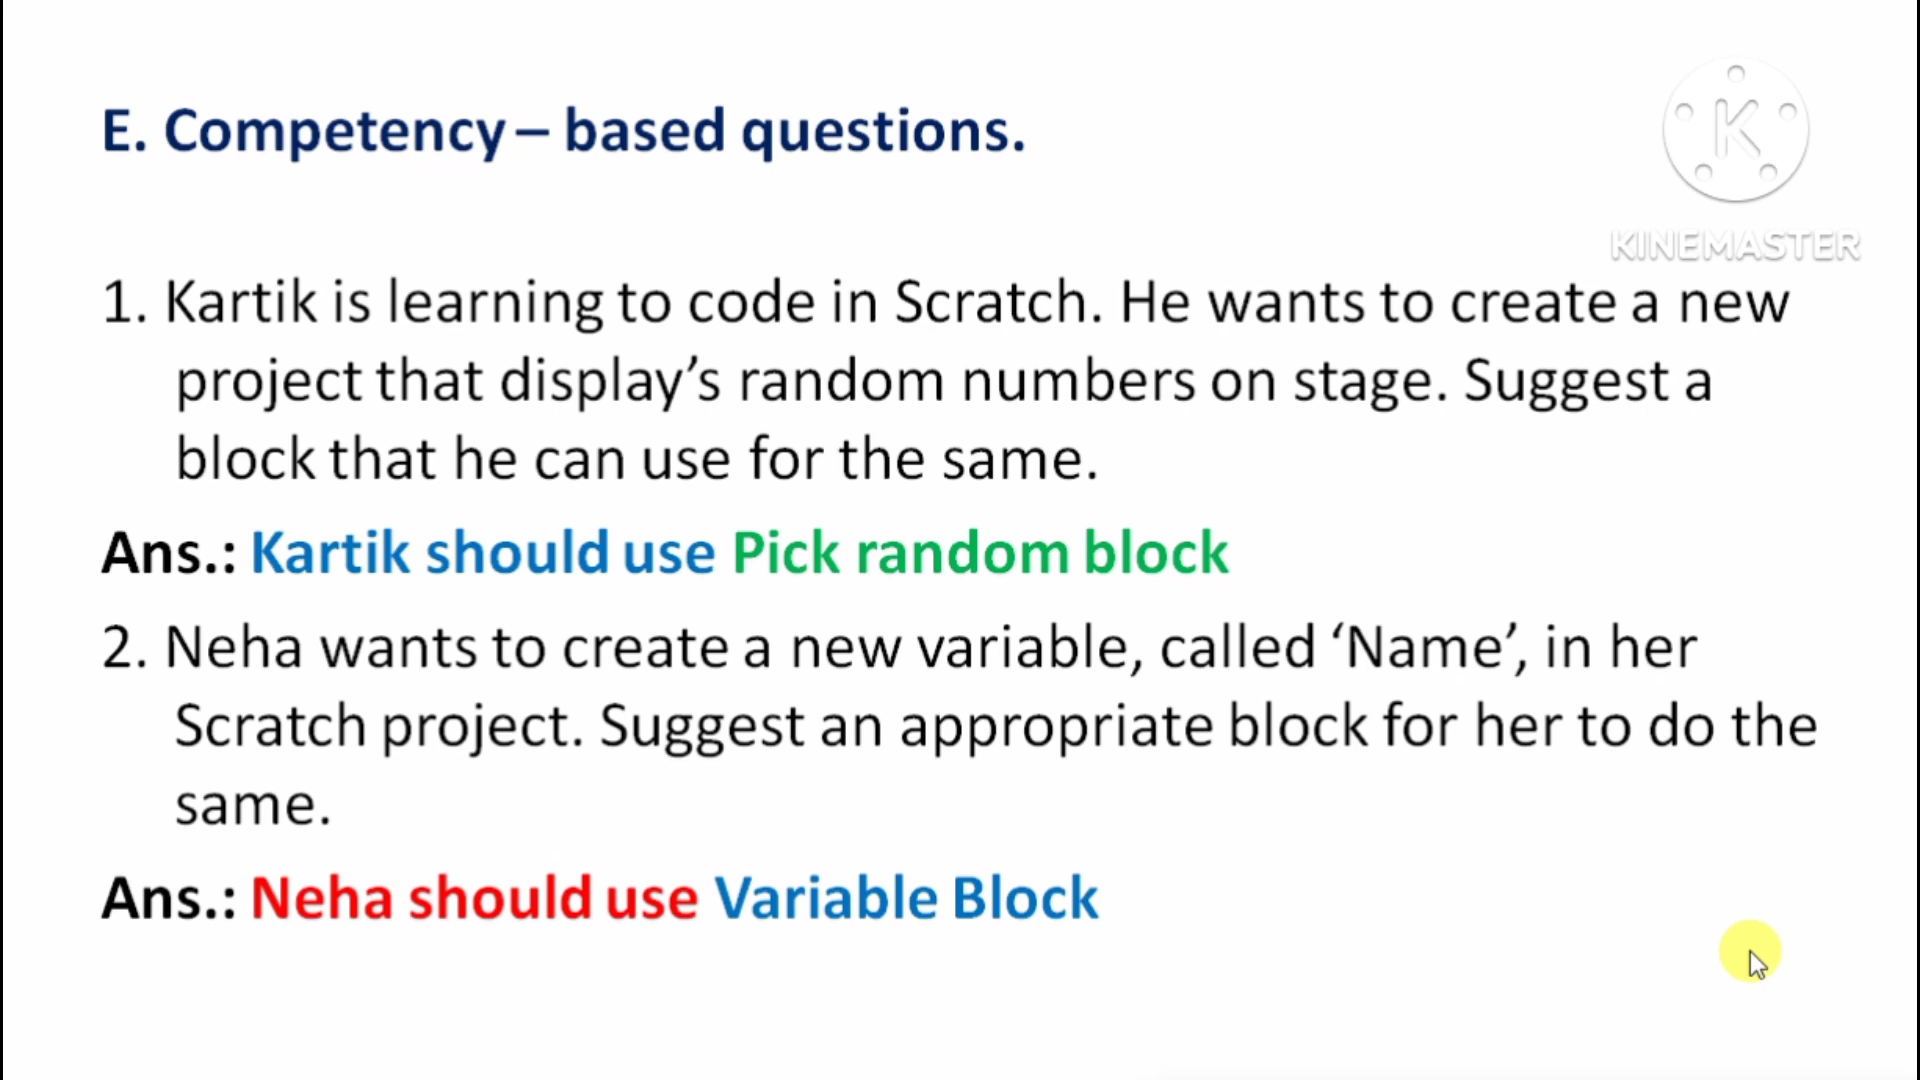 E. Competency – based questions.
K
KINEMASTER
1. Kartik is learning to code in Scratch. He wants to create a new
project that display’s random numbers on stage. Suggest a
block that he can use for the same.
Ans.: Kartik should use Pick random block
2. Neha wants to create a new variable, called ‘Name’, in her
Scratch project. Suggest an appropriate block for her to do the
same.
Ans.: Neha should use Variable Block